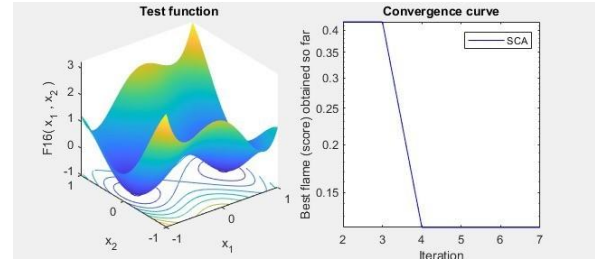 Test function
3
2
1
0
-1
F16( x1 , x2 )
1
0
-1
x2
-1
0
1
x1
Convergence curve
SCA
0.4
0.35
0.3
0.25
0.2
0.15
Best flame (score) obtained so far
2 3 4 5 6 7
Iteration